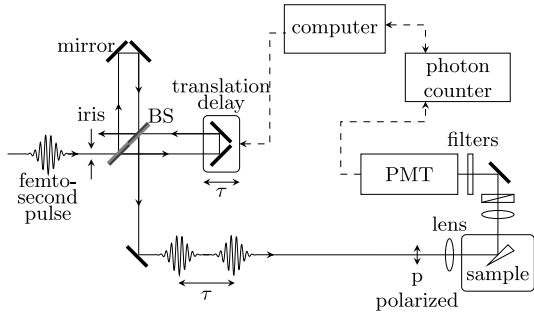 computer
mirror
translation
delay
photon
counter
iris
BS
filters
PMT
femto-
second
pulse
τ
lens
τ
p
polarized
sample